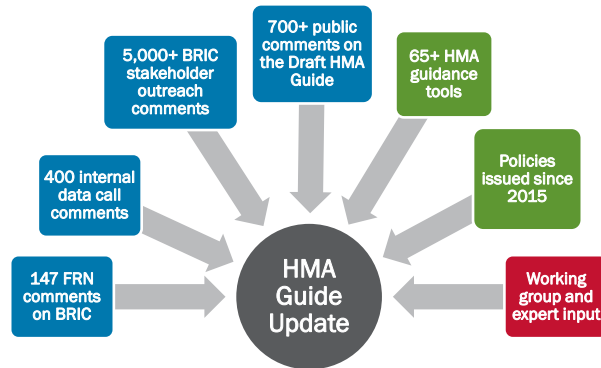 147 FRN
comments
on BRIC
400 internal
data call
comments
5,000+ BRIC
stakeholder
outreach
comments
700+ public
comments on
the Draft HMA
Guide
65+ HMA
guidance
tools
Policies
issued since
2015
Working
group and
expert input
HMA
Guide
Update